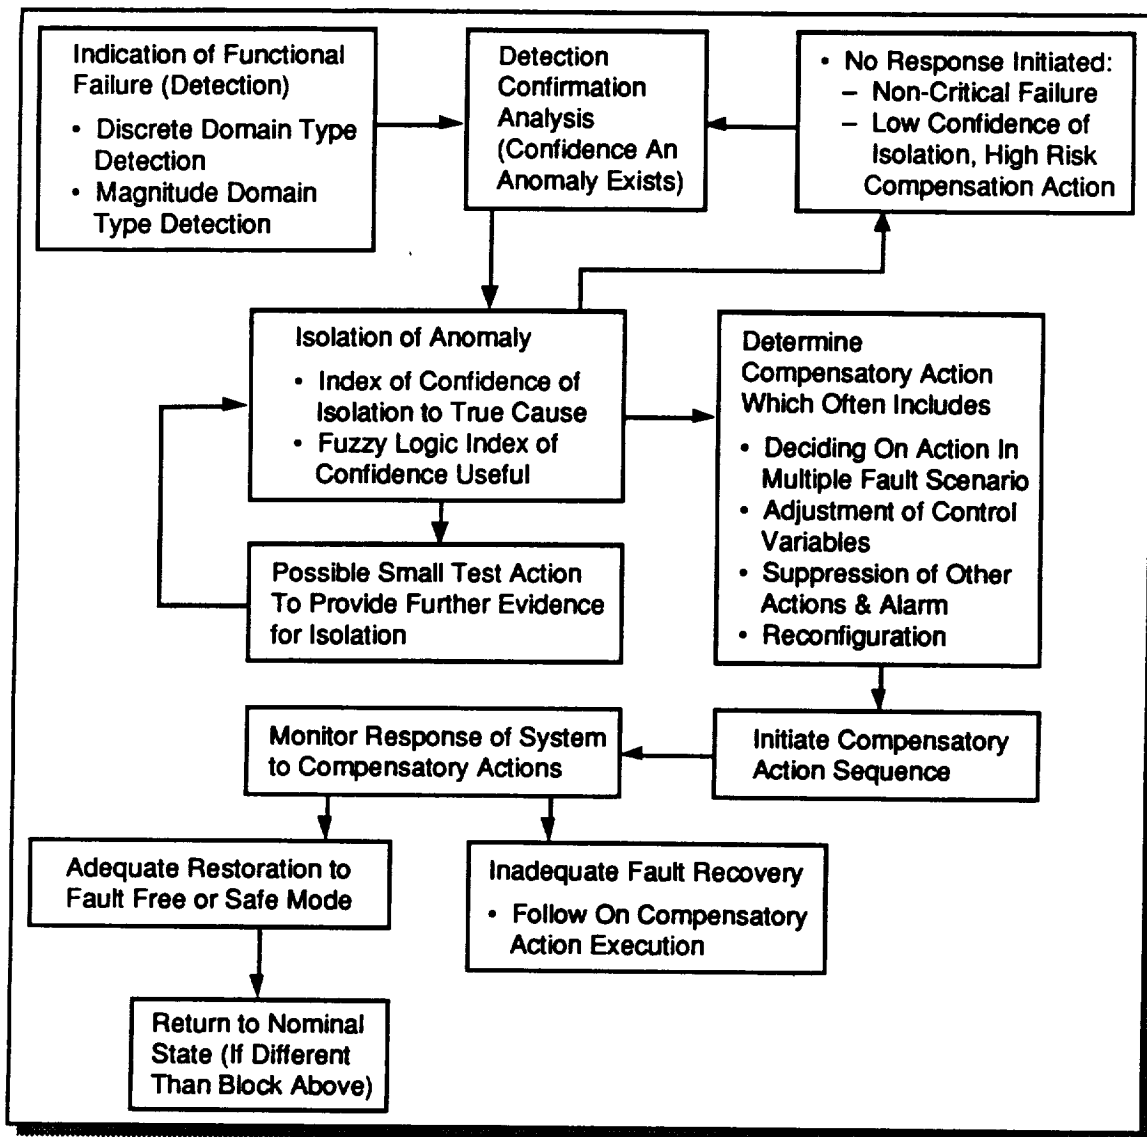 Indication of Functional
Failure (Detection)
• Discrete Domain Type
Detection
• Magnitude Domain
Type Detection
Detection
Confirmation
Analysis
(Confidence An
Anomaly Exists)
• No Response Initiated:
– Non-Critical Failure
– Low Confidence of
Isolation, High Risk
Compensation Action
Isolation of Anomaly
• Index of Confidence of
Isolation to True Cause
• Fuzzy Logic Index of
Confidence Useful
Determine
Compensatory Action
Which Often Includes
• Deciding On Action In
Multiple Fault Scenario
• Adjustment of Control
Variables
• Suppression of Other
Actions & Alarm
• Reconfiguration
Possible Small Test Action
To Provide Further Evidence
for Isolation
Monitor Response of System
to Compensatory Actions
Initiate Compensatory
Action Sequence
Adequate Restoration to
Fault Free or Safe Mode
Inadequate Fault Recovery
• Follow On Compensatory
Action Execution
Return to Nominal
State (If Different
Than Block Above)